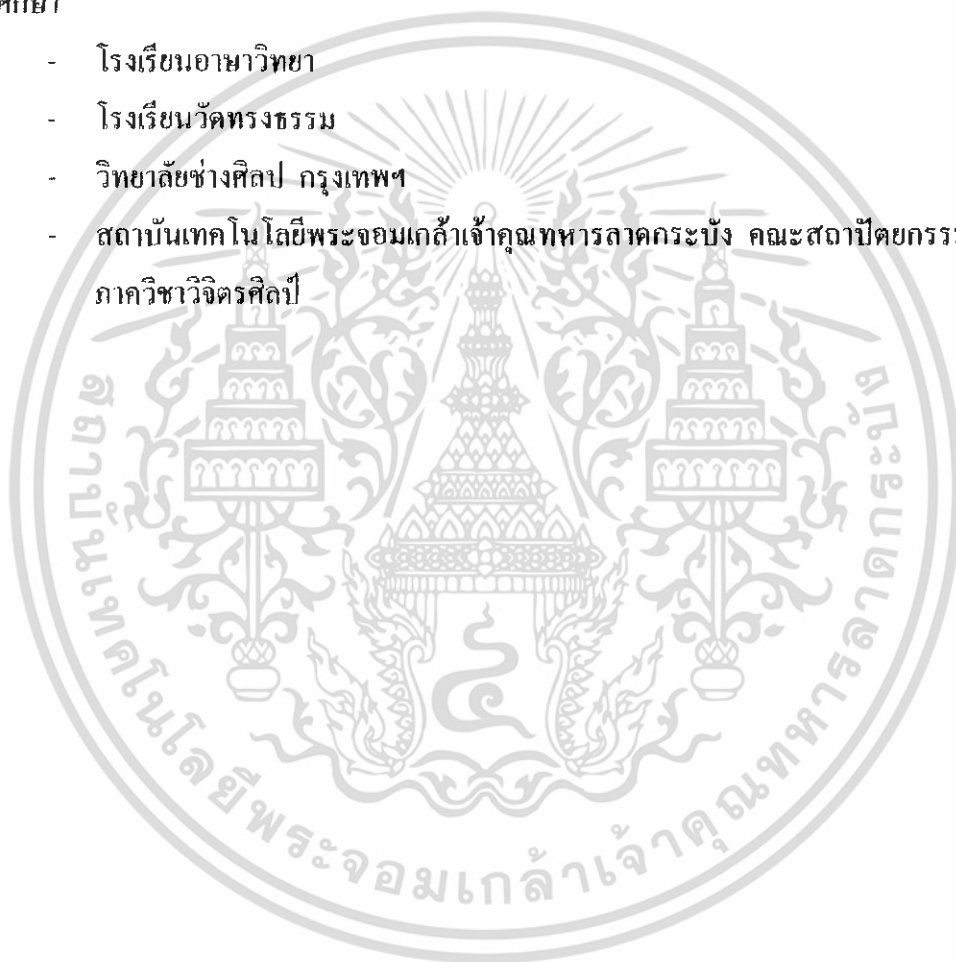 - โรงเรียนอาษาวิทยา
- โรงเรียนวัดทรงธรรม
- วิทยาลัยช่างศิลป กรุงเทพฯ
- สถาบันเทคโนโลยีพระจอมเกล้าเจ้าคุณทหารลาดกระบัง คณะสถาปัตยกรร
ภาควิชาวิจิตรศิลป์
สถาบันเทคโนโลยีพระจอมเกล้าเจ้าคุณทหารลาดกระบัง
๔